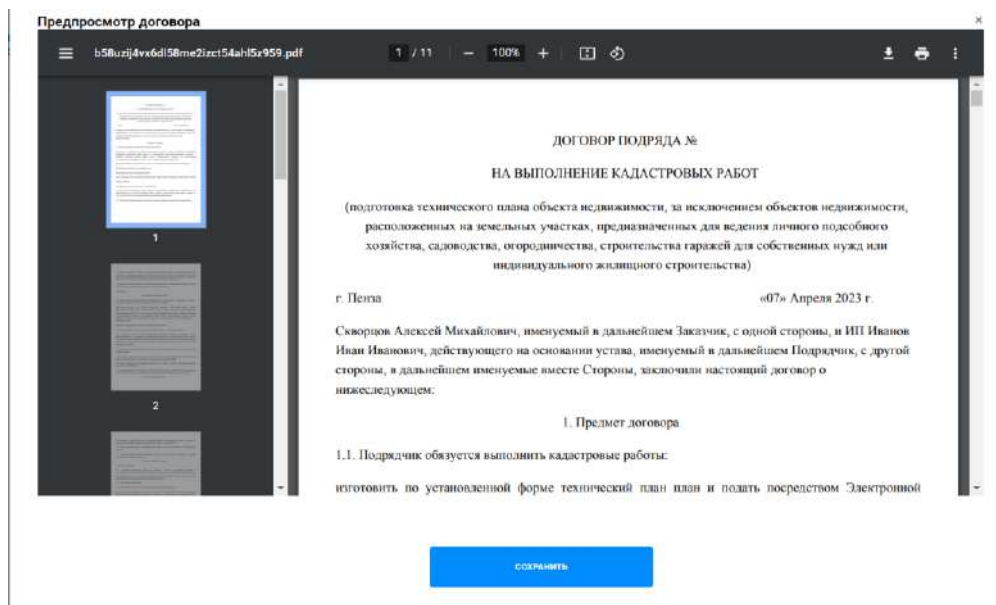 Предпросмотр договора
×
b58uzij4vx6dl58me2izct54ahl5z959.pdf 1 / 11 − 100% +
ДОГОВОР ПОДРЯДА №
НА ВЫПОЛНЕНИЕ КАДАСТРОВЫХ РАБОТ
(подготовка технического плана объекта недвижимости, за исключением объектов недвижимости,
расположенных на земельных участках, предназначенных для ведения личного подсобного
хозяйства, садоводства, огородничества, строительства гаражей для собственных нужд или
индивидуального жилищного строительства)
г. Пенза «07» Апреля 2023 г.
Скворцов Алексей Михайлович, именуемый в дальнейшем Заказчик, с одной стороны, и ИП Иванов
Иван Иванович, действующего на основании устава, именуемый в дальнейшем Подрядчик, с другой
стороны, в дальнейшем именуемые вместе Стороны, заключили настоящий договор о
нижеследующем:
1. Предмет договора
1.1. Подрядчик обязуется выполнить кадастровые работы:
изготовить по установленной форме технический план план и подать посредством Электронной
1
2
СОХРАНИТЬ